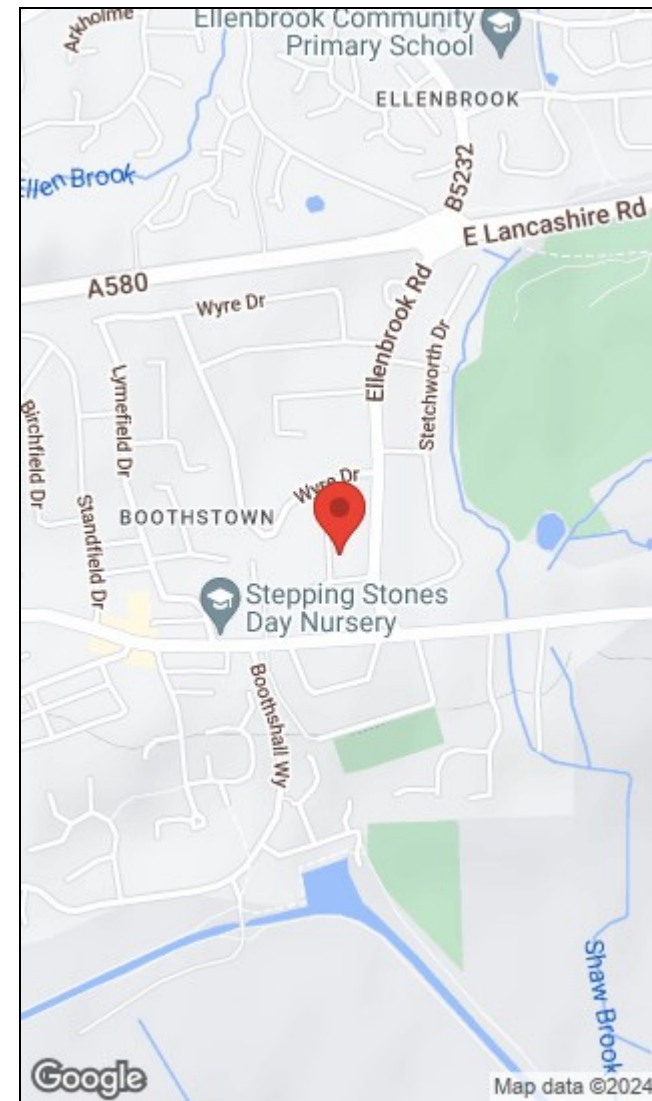 Ellenbrook Community
Primary School
Arkholme
ELLENBROOK
B5232
Ellen Brook
E Lancashire Rd
A580
Wyre Dr
Ellenbrook Rd
Stetchworth Dr
Lymefield Dr
Birchfield Dr
Standfield Dr
Wyre Dr
BOOTHSTOWN
Stepping Stones
Day Nursery
Boothshall Wy
Shaw Brook
Google
Map data ©2024